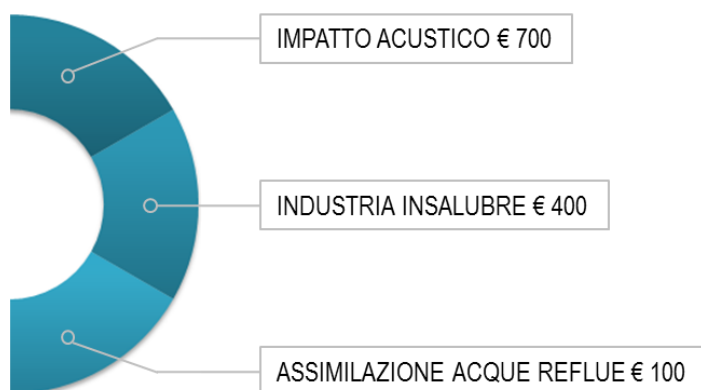 IMPATTO ACUSTICO € 700
INDUSTRIA INSALUBRE € 400
ASSIMILAZIONE ACQUE REFLUE € 100